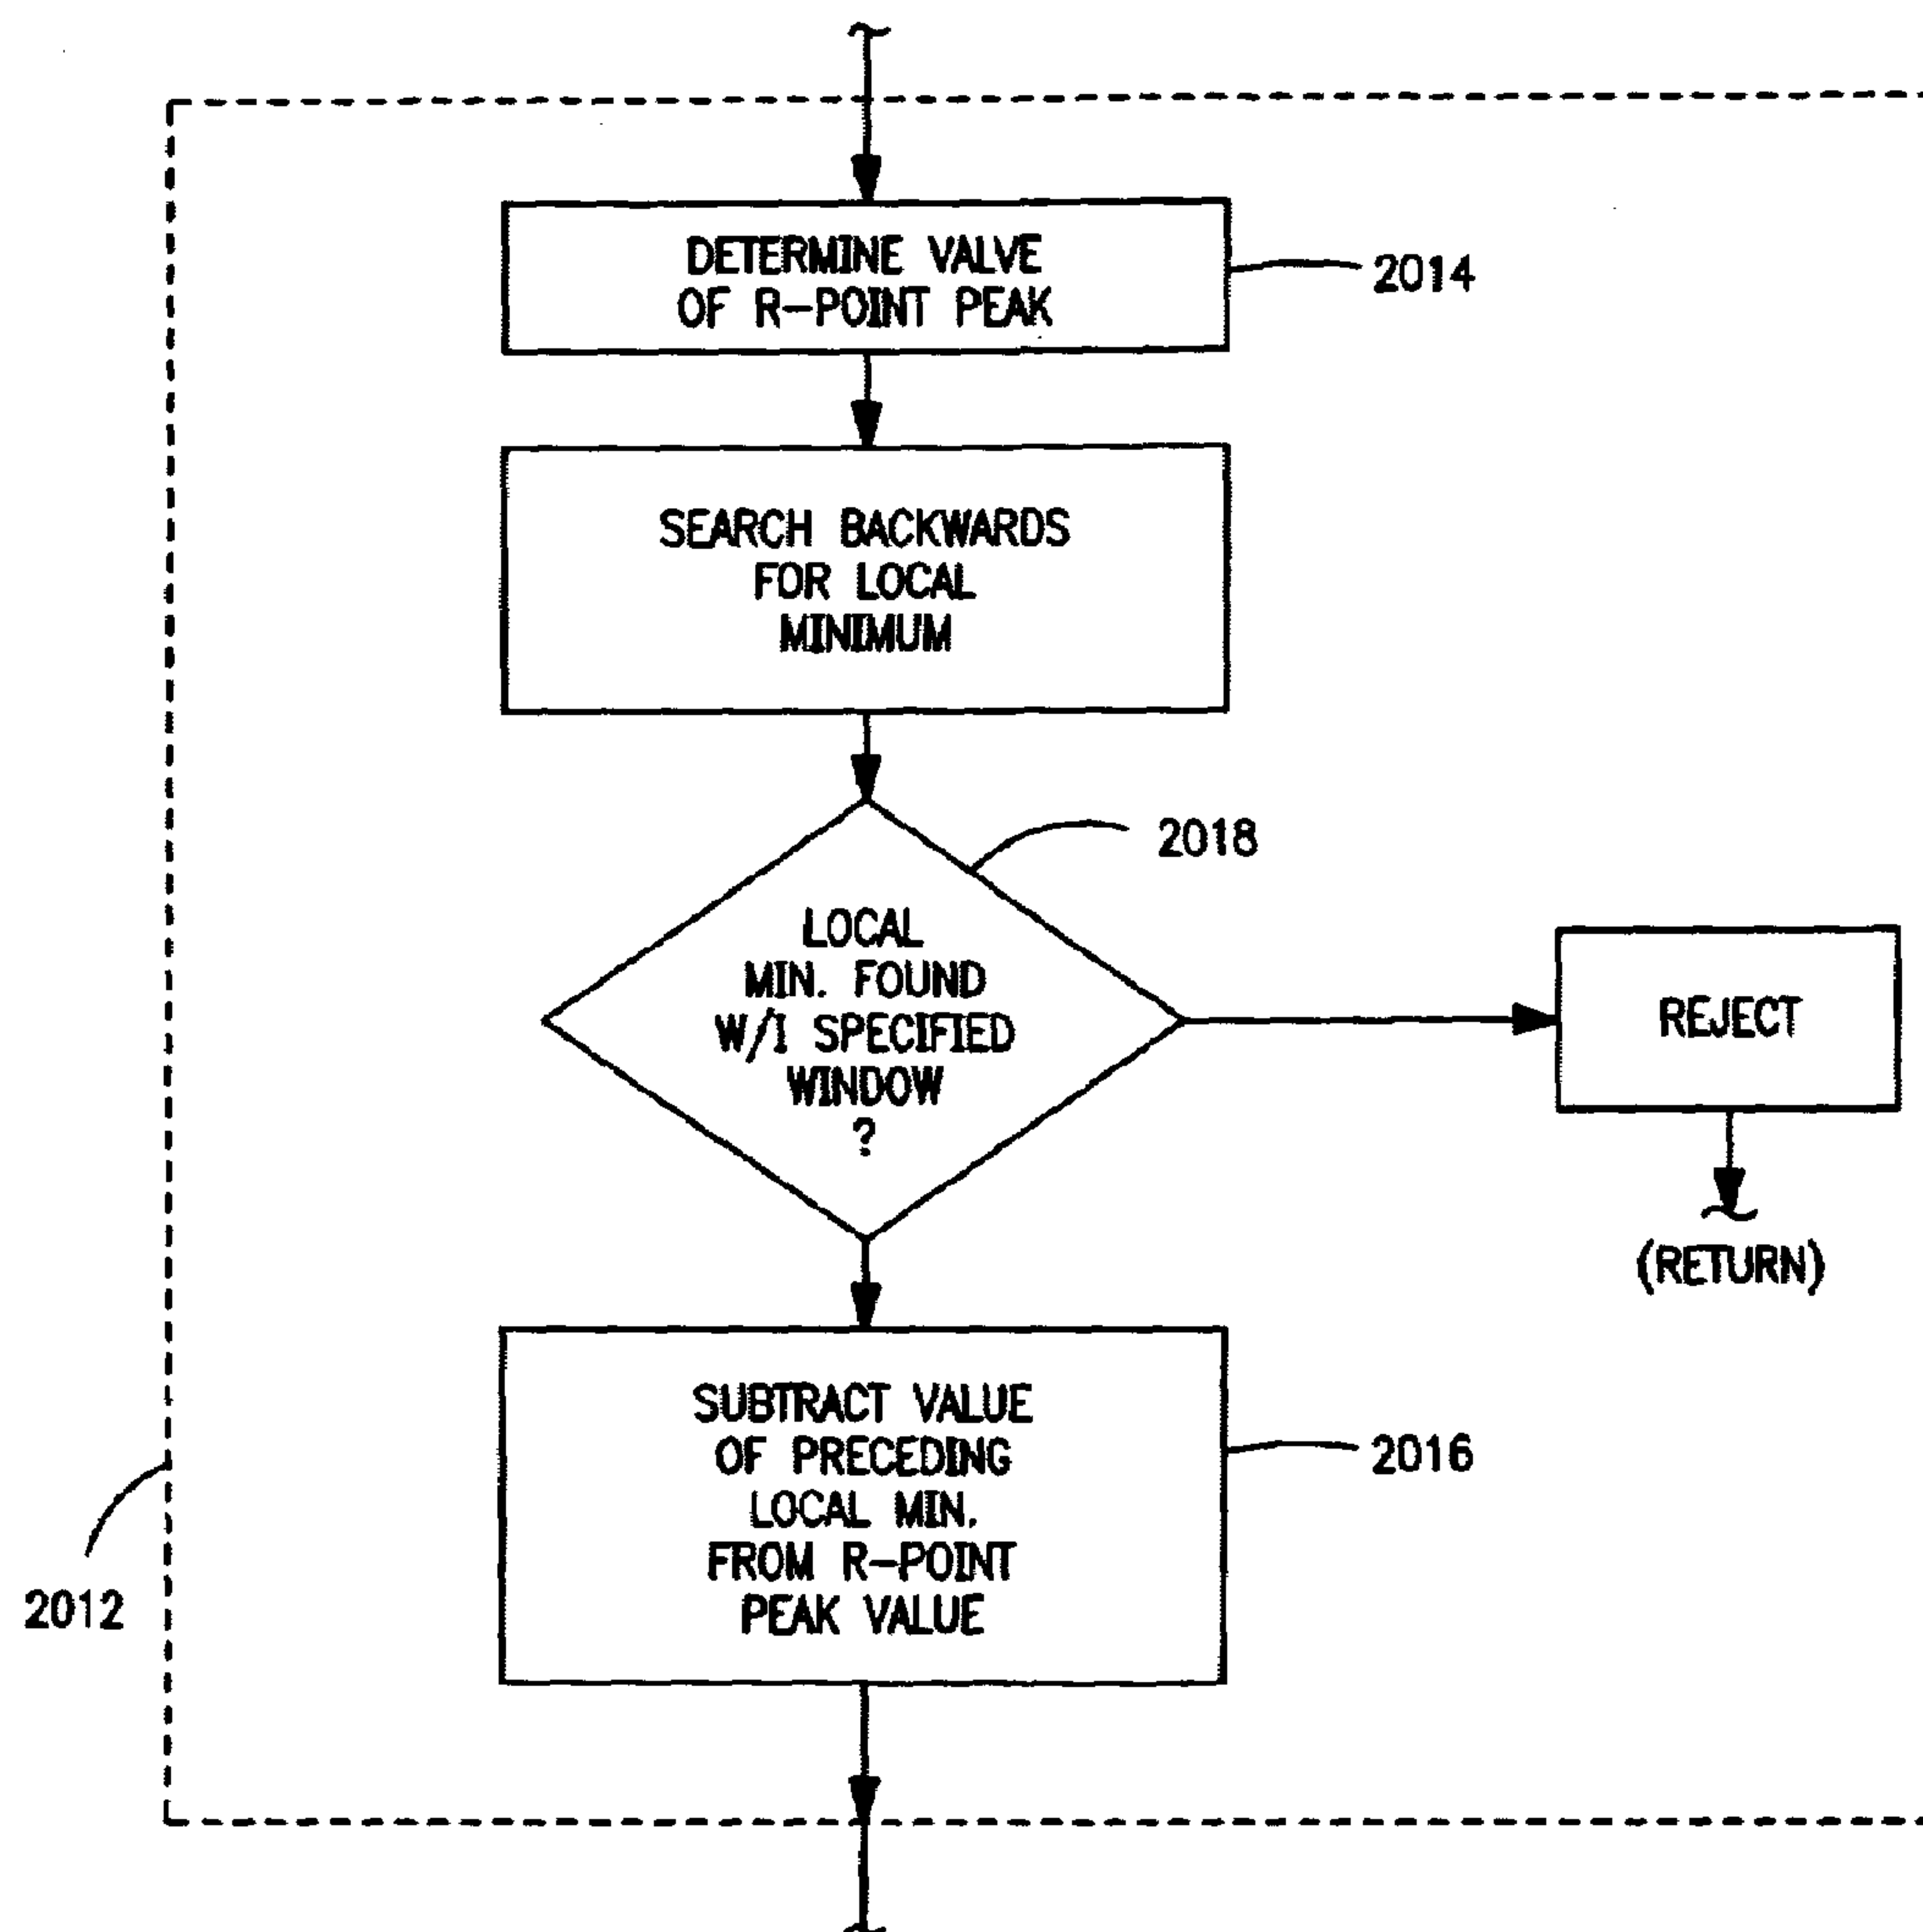 DETERMINE VALVE
OF R-POINT PEAK
2014
SEARCH BACKWARDS
FOR LOCAL
MINIMUM
2018
LOCAL
MIN. FOUND
W/I SPECIFIED
WINDOW
?
REJECT
(RETURN)
SUBTRACT VALUE
OF PRECEDING
LOCAL MIN.
FROM R-POINT
PEAK VALUE
2016
2012